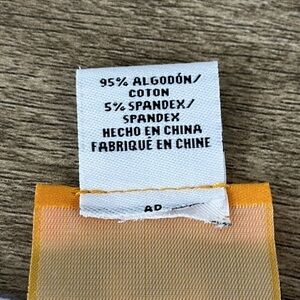 95% ALGODÓN/
COTON
5% SPANDEX/
SPANDEX
HECHO EN CHINA
FABRIQUÉ EN CHINE